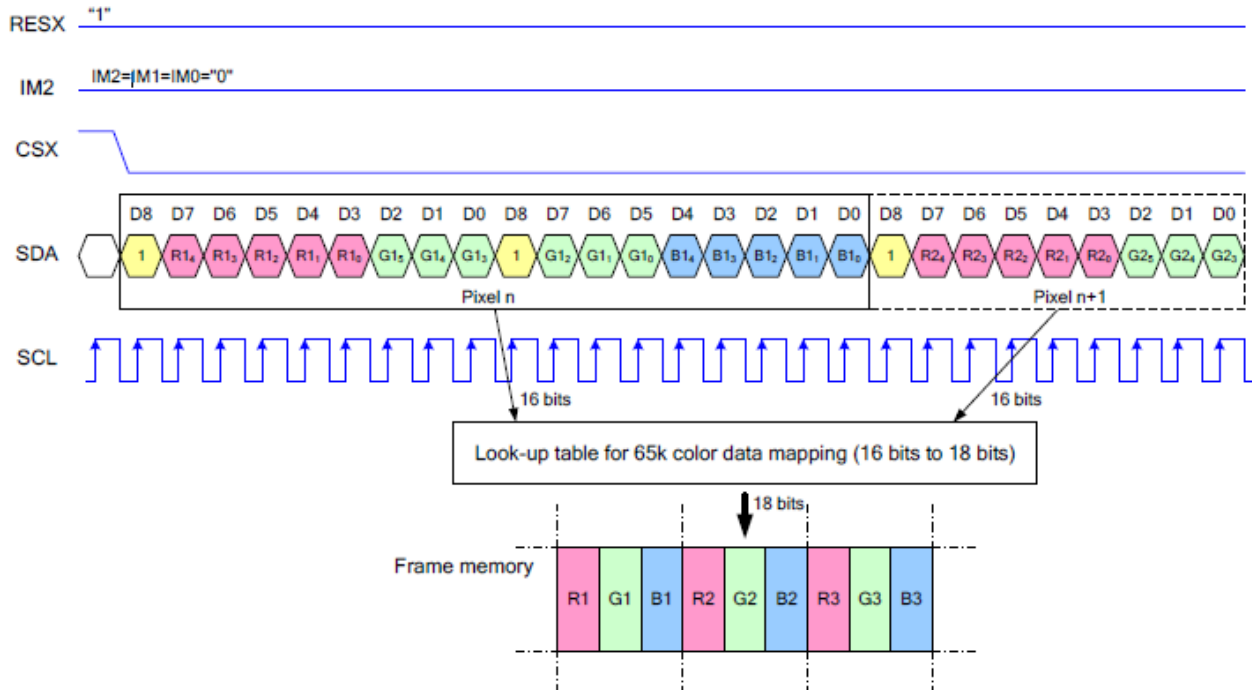 RESX "1"
IM2 IM2=IM1=IM0="0"
CSX
D8 D7 D6 D5 D4 D3 D2 D1 D0 D8 D7 D6 D5 D4 D3 D2 D1 D0 D8 D7 D6 D5 D4 D3 D2 D1 D0
SDA 1 R1₄ R1₃ R1₂ R1₁ R1₀ G1₅ G1₄ G1₃ 1 G1₂ G1₁ G1₀ B1₄ B1₃ B1₂ B1₁ B1₀ 1 R2₄ R2₃ R2₂ R2₁ R2₀ G2₅ G2₄ G2₃
Pixel n Pixel n+1
SCL
16 bits 16 bits
Look-up table for 65k color data mapping (16 bits to 18 bits)
18 bits
Frame memory
R1 G1 B1 R2 G2 B2 R3 G3 B3